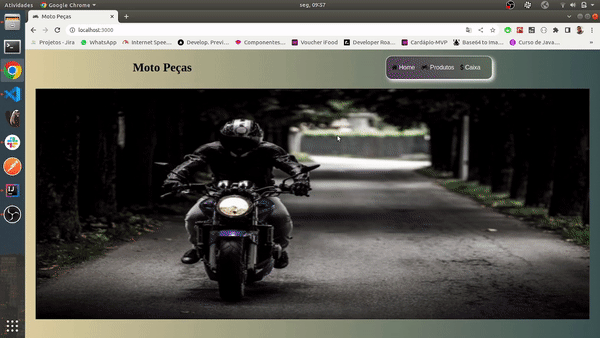 Atividades Google Chrome seg, 09:57
Moto Peças
localhost:3000
Projetos - Jira WhatsApp Internet Spee... Develop. Previ... Componentes... Voucher iFood Developer Roa... Cardápio-MVP Base64 to Ima... Curso de Java...
Moto Peças Home Produtos Caixa